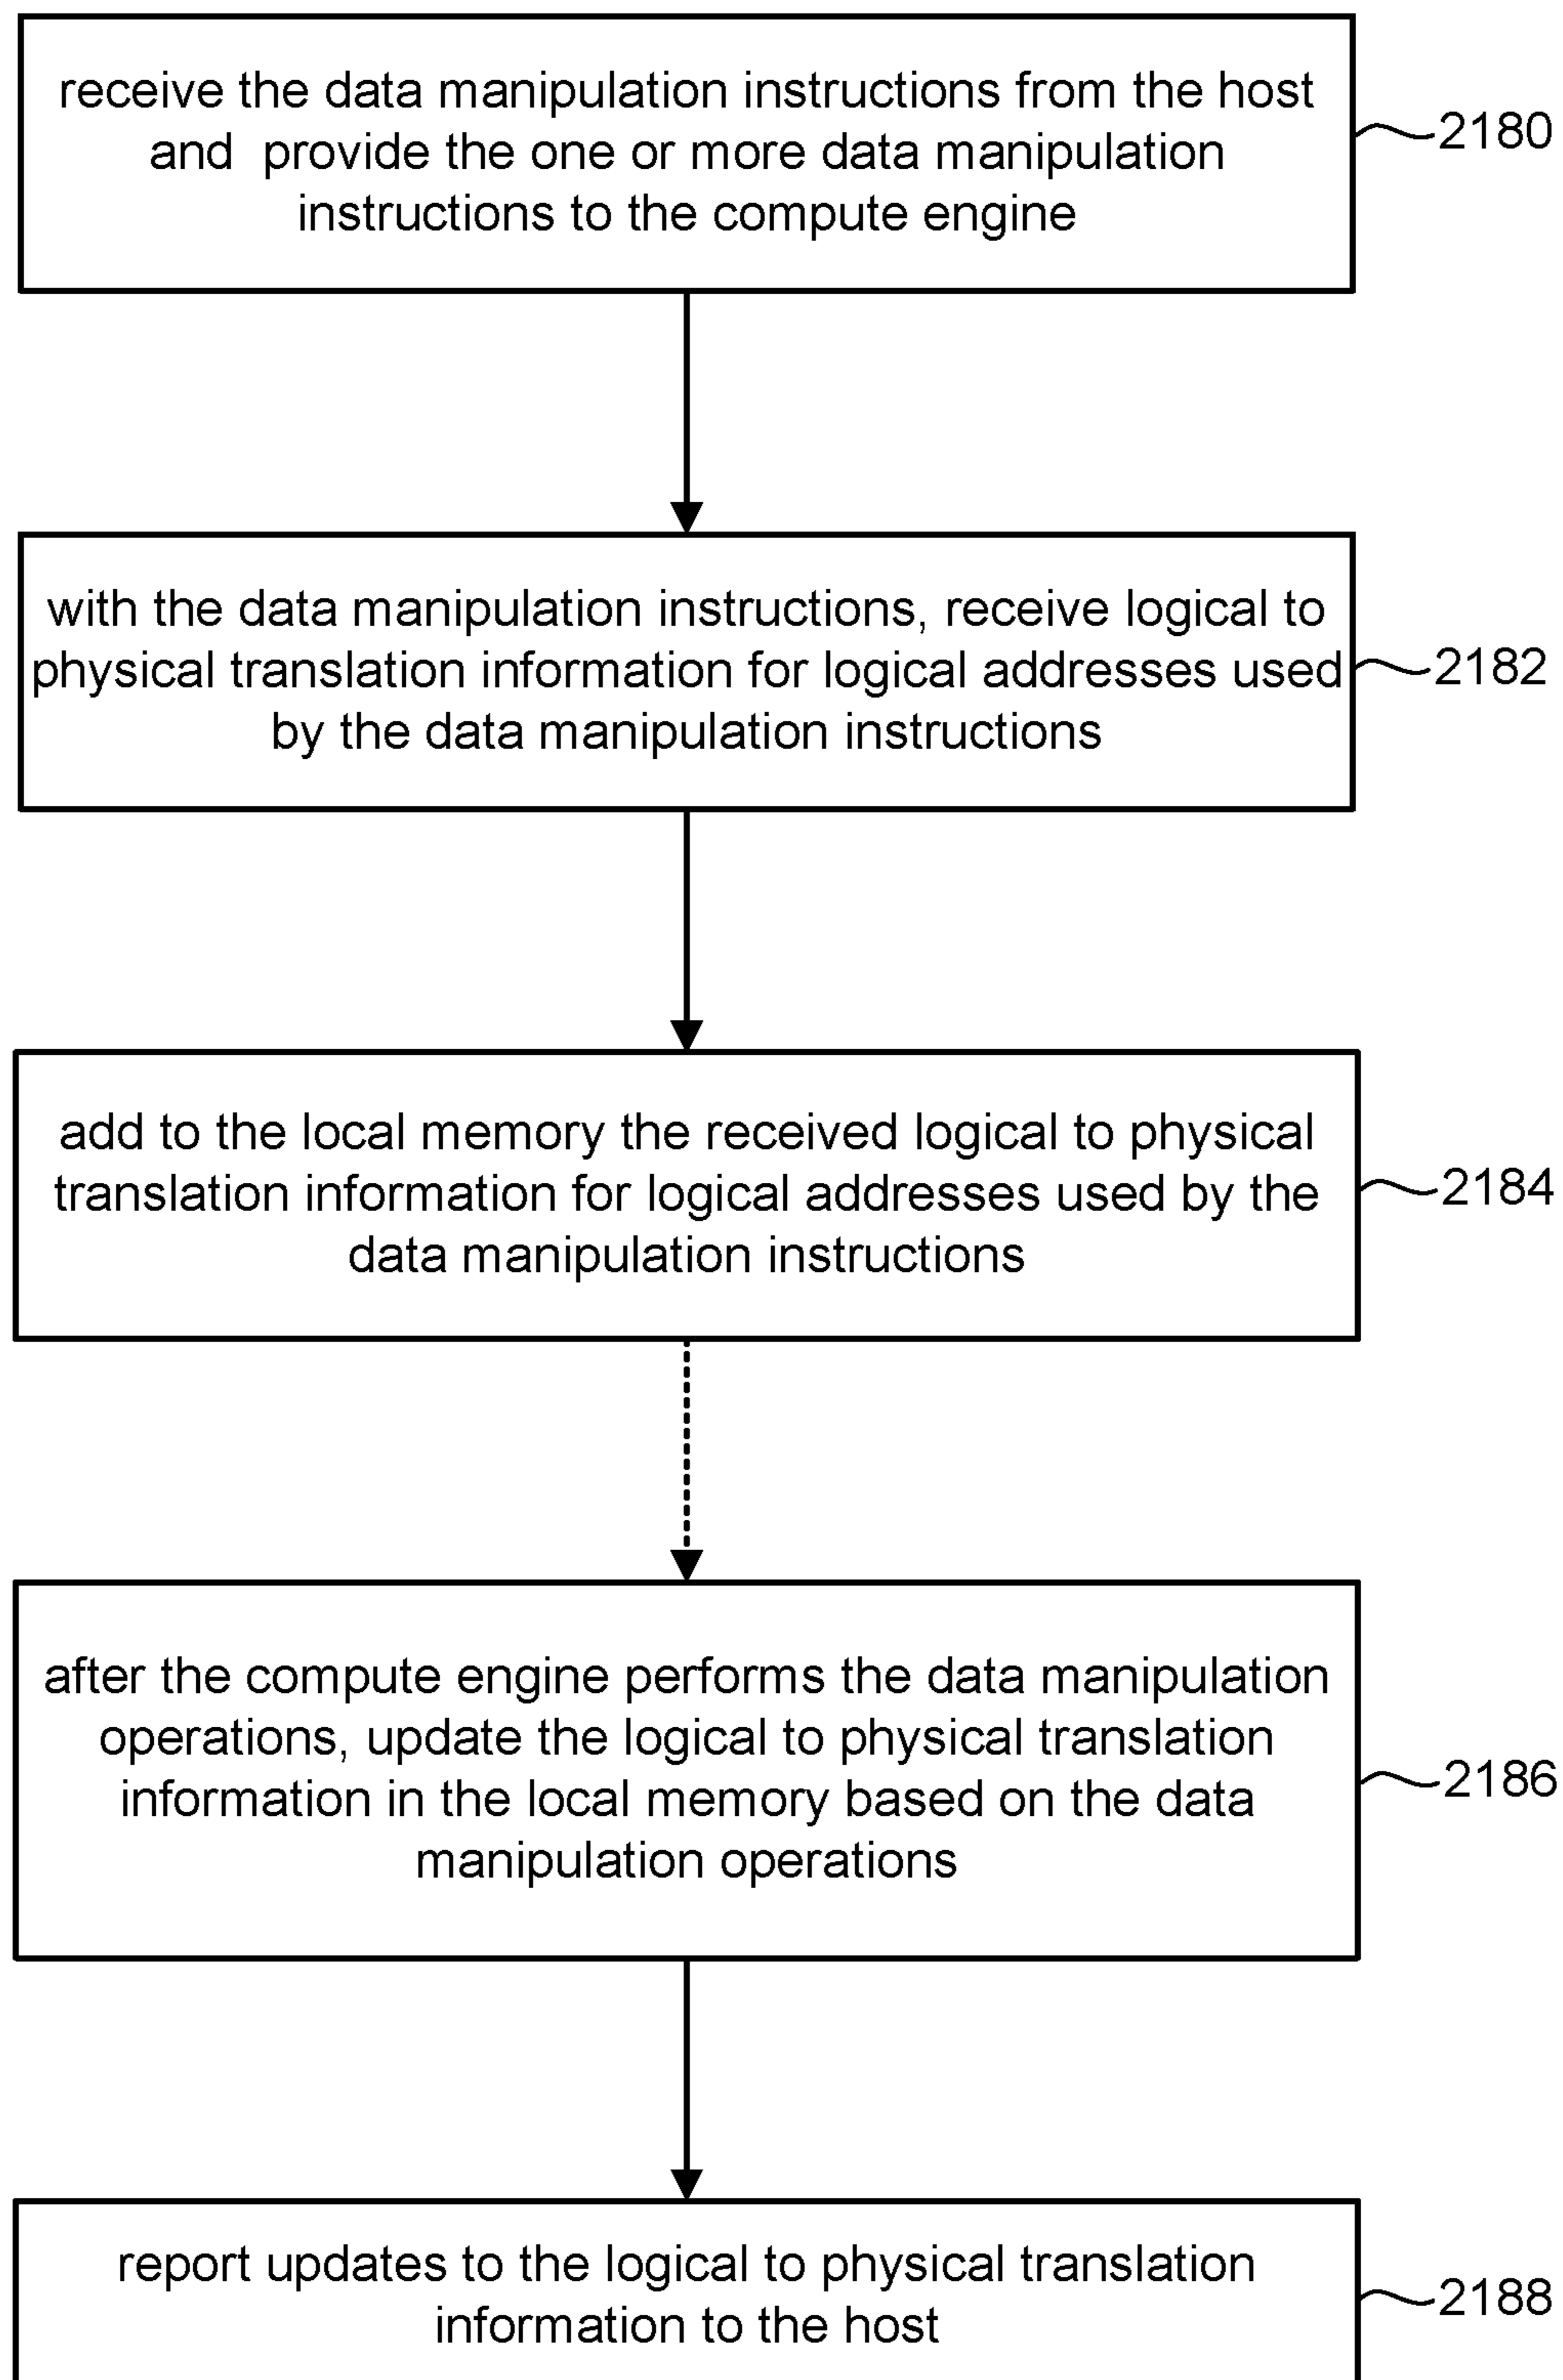 receive the data manipulation instructions from the host
and provide the one or more data manipulation
instructions to the compute engine
2180
with the data manipulation instructions, receive logical to
physical translation information for logical addresses used
by the data manipulation instructions
2182
add to the local memory the received logical to physical
translation information for logical addresses used by the
data manipulation instructions
2184
after the compute engine performs the data manipulation
operations, update the logical to physical translation
information in the local memory based on the data
manipulation operations
2186
report updates to the logical to physical translation
information to the host
2188